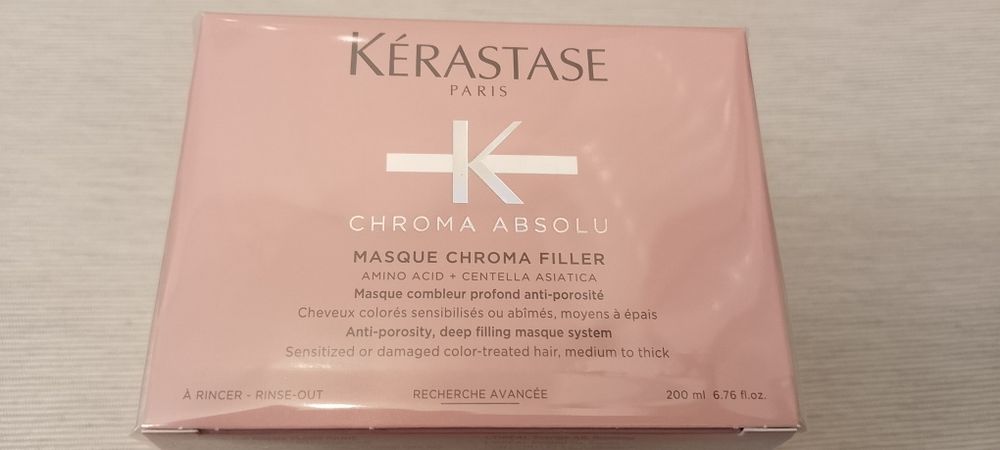 KÉRASTASE
PARIS
K
CHROMA ABSOLU
MASQUE CHROMA FILLER
AMINO ACID + CENTELLA ASIATICA
Masque combleur profond anti-porosité
Cheveux colorés sensibilisés ou abîmés, moyens à épais
Anti-porosity, deep filling masque system
Sensitized or damaged color-treated hair, medium to thick
À RINCER - RINSE-OUT RECHERCHE AVANCÉE 200 ml 6.76 fl.oz.